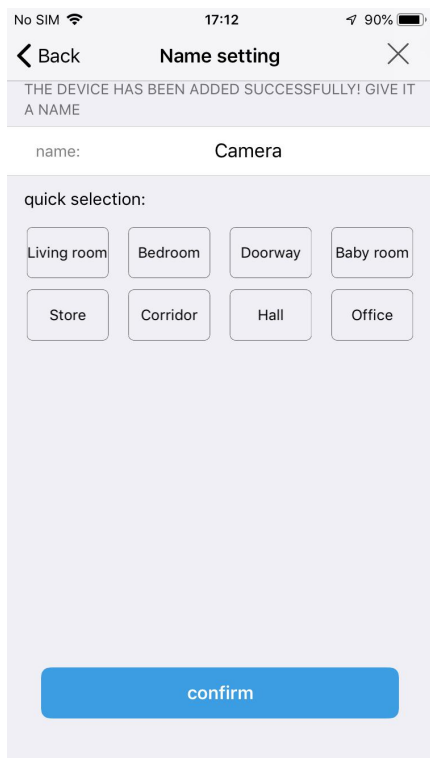 No SIM 17:12 90%
Back Name setting
THE DEVICE HAS BEEN ADDED SUCCESSFULLY! GIVE IT
A NAME
name: Camera
quick selection:
Living room Bedroom Doorway Baby room
Store Corridor Hall Office
confirm